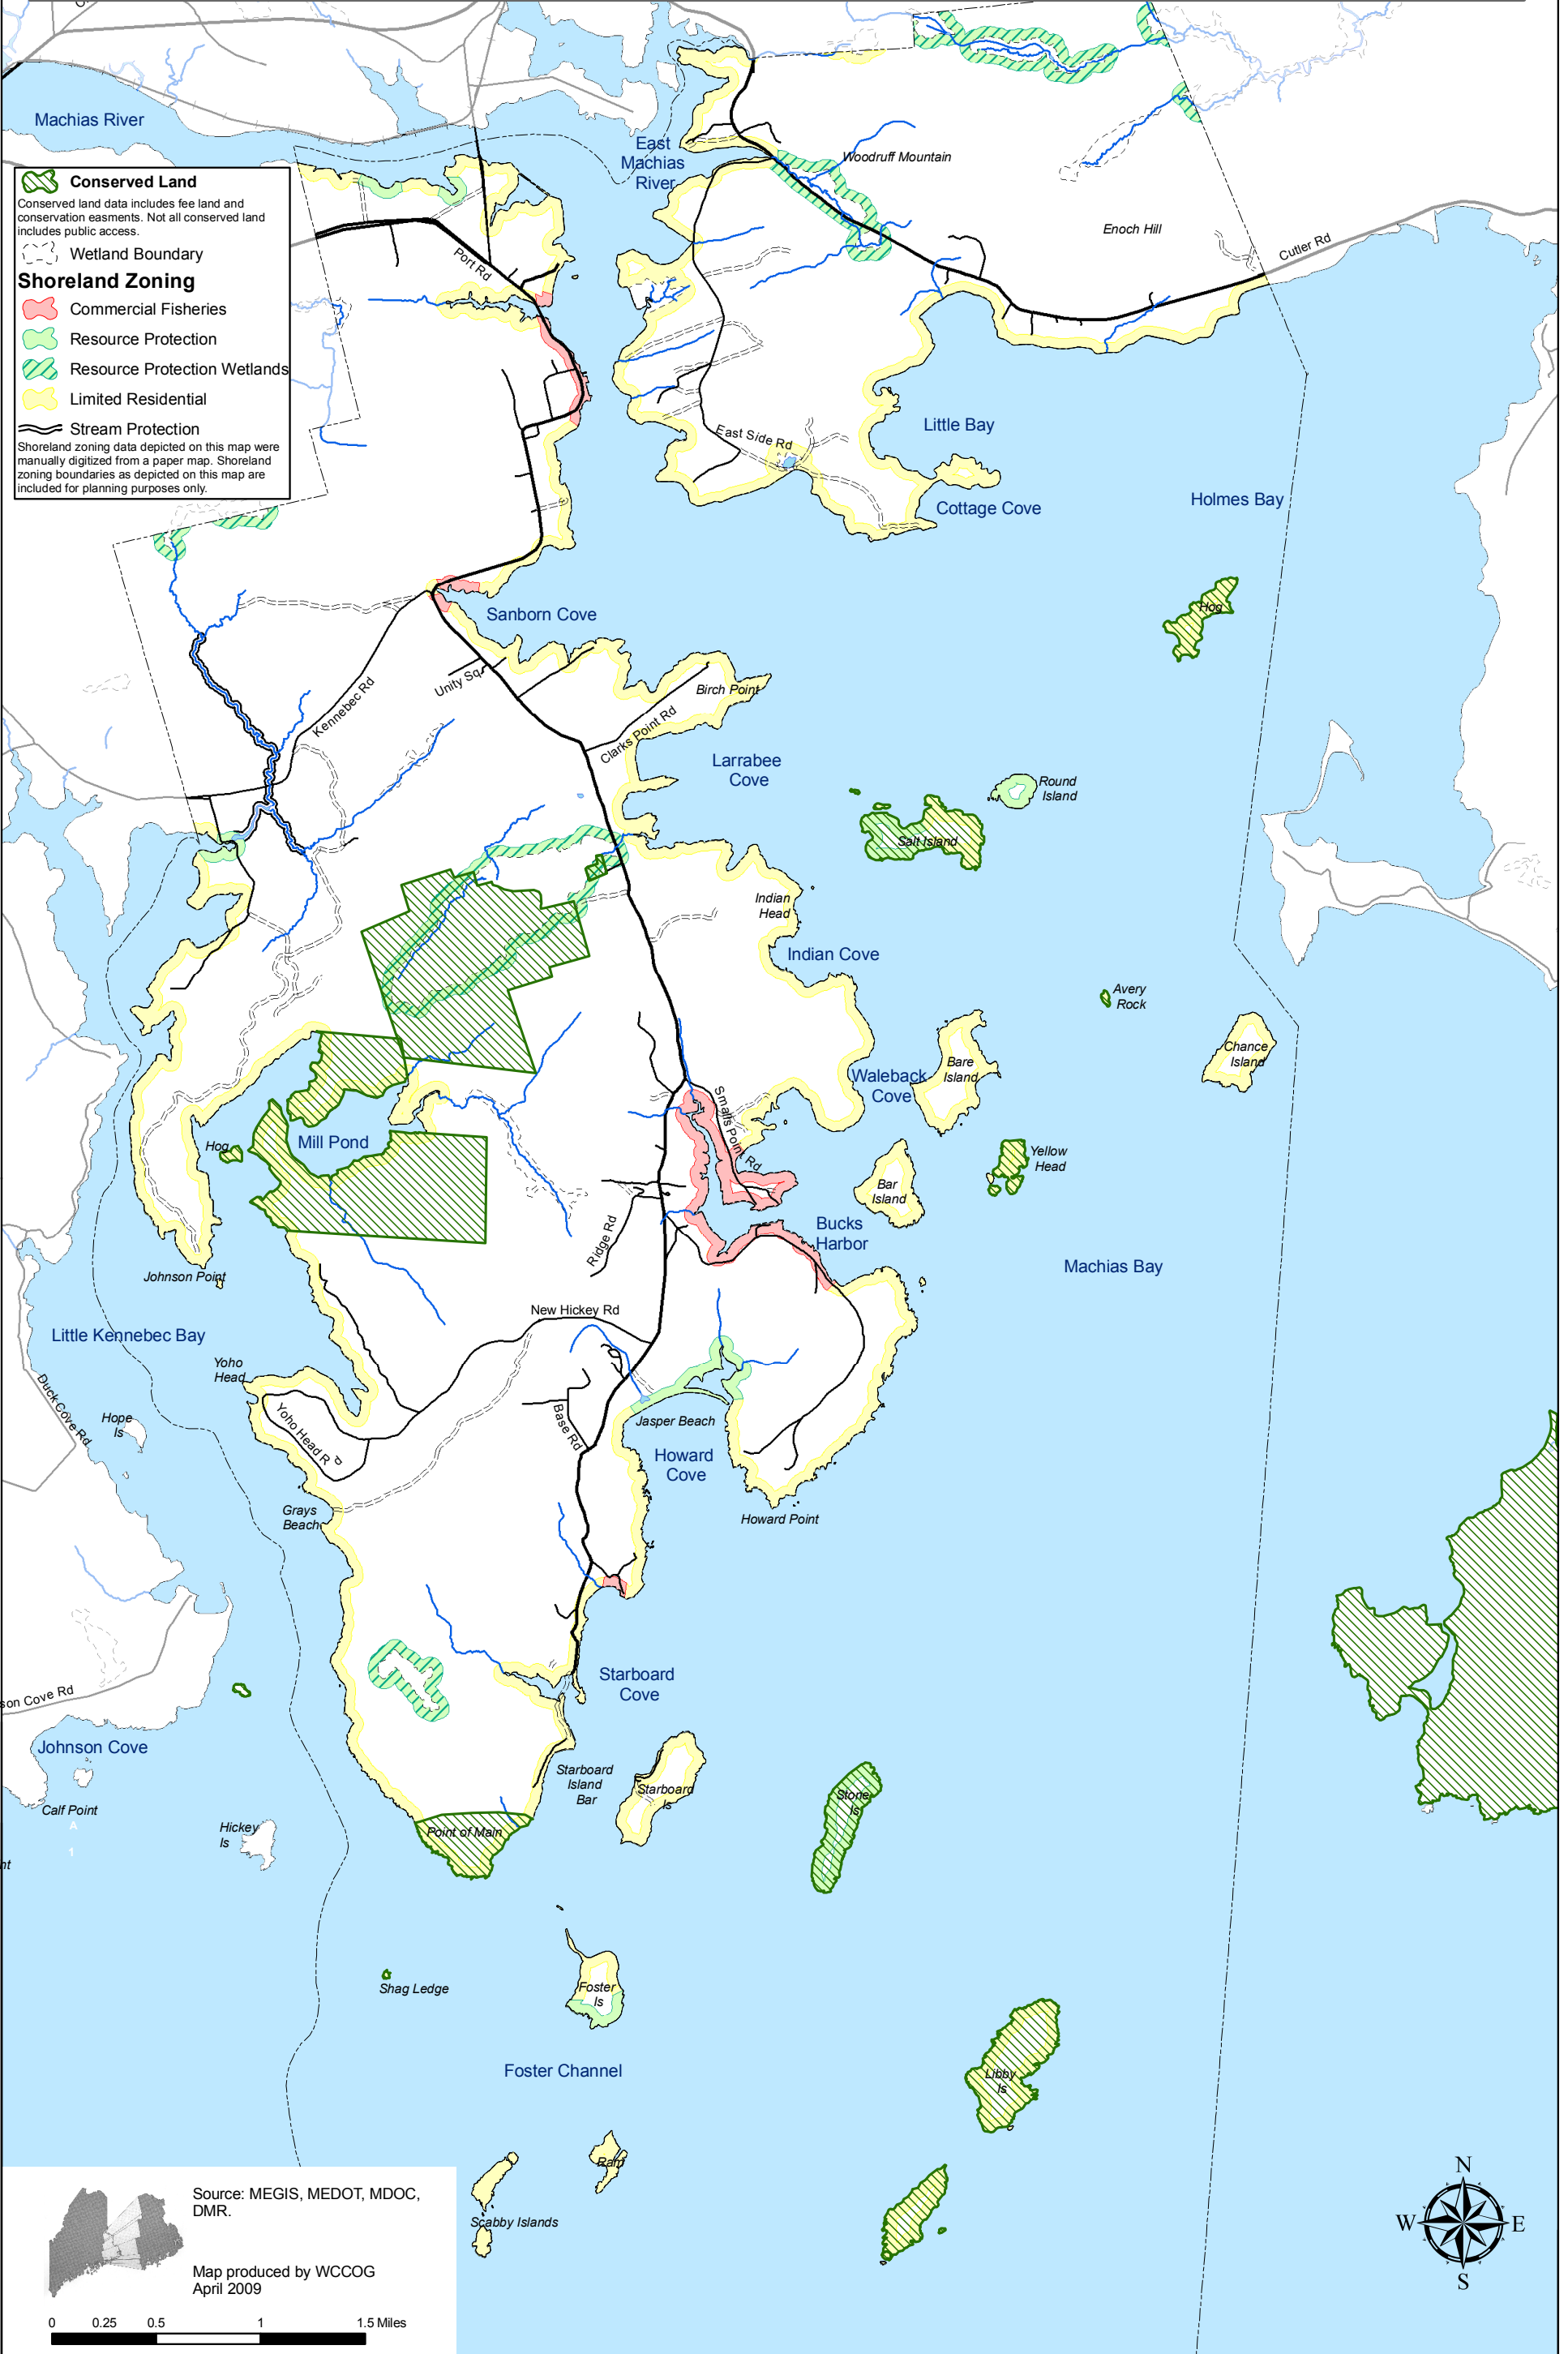 Machias River
East
Machias
River
Woodruff Mountain
Enoch Hill
Cutler Rd
Conserved Land
Conserved land data includes fee land and
conservation easments. Not all conserved land
includes public access.
Wetland Boundary
Shoreland Zoning
Commercial Fisheries
Resource Protection
Resource Protection Wetlands
Limited Residential
Stream Protection
Shoreland zoning data depicted on this map were
manually digitized from a paper map. Shoreland
zoning boundaries as depicted on this map are
included for planning purposes only.
Port Rd
East Side Rd
Little Bay
Cottage Cove
Holmes Bay
Hog
Sanborn Cove
Unity Sq
Kennebec Rd
Birch Point
Clarks Point Rd
Larrabee
Cove
Round
Island
Salt Island
Indian
Head
Indian Cove
Avery
Rock
Chance
Island
Bare
Island
Waleback
Cove
Smalls Point Rd
Mill Pond
Hog
Yellow
Head
Bar
Island
Bucks
Harbor
Ridge Rd
Machias Bay
Johnson Point
New Hickey Rd
Little Kennebec Bay
Yoho
Head
Duck Cove Rd
Hope
Is
Yoho Head Rd
Base Rd
Jasper Beach
Howard
Cove
Grays
Beach
Howard Point
son Cove Rd
Starboard
Cove
Johnson Cove
Calf Point
A
1
nt
Hickey
Is
Starboard
Island
Bar
Starboard
Is
Stone
Is
Point of Main
Shag Ledge
Foster
Is
Foster Channel
Libby
Is
Ram
Scabby Islands
Source: MEGIS, MEDOT, MDOC,
DMR.
Map produced by WCCOG
April 2009
0 0.25 0.5 1 1.5 Miles
N
W E
S